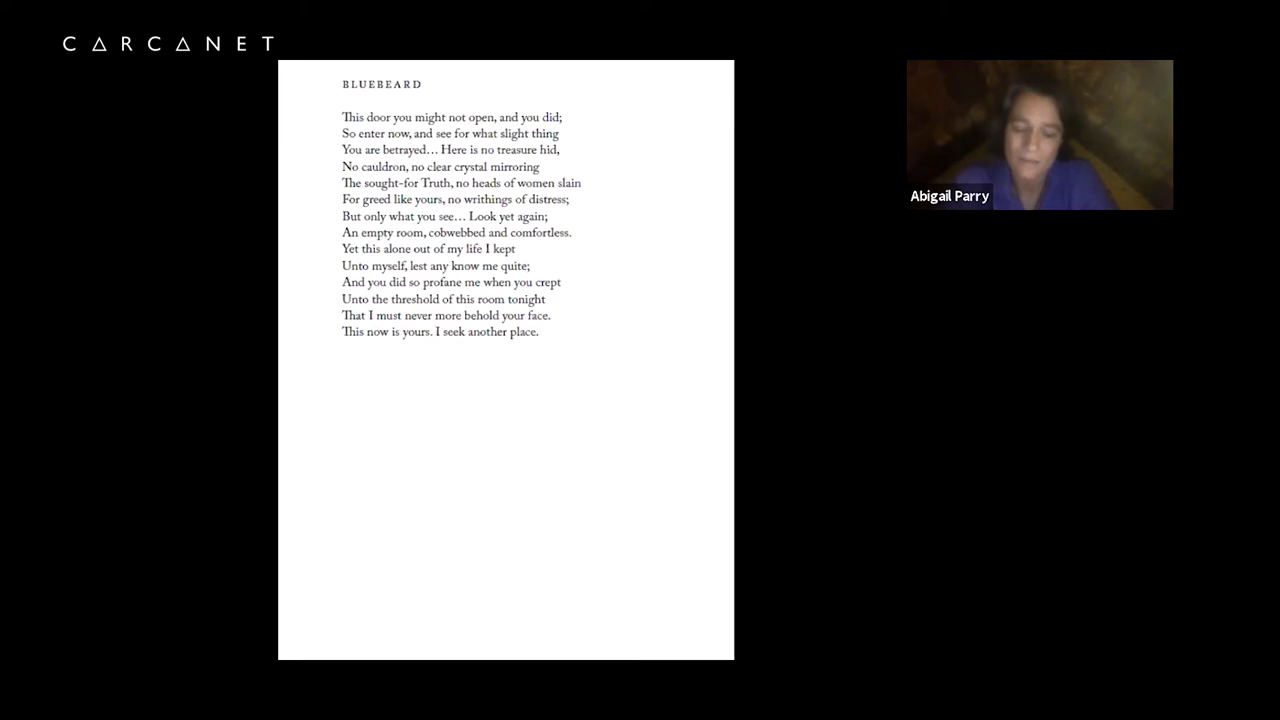 CARCANET
BLUEBEARD
This door you might not open, and you did;
So enter now, and see for what slight thing
You are betrayed… Here is no treasure hid,
No cauldron, no clear crystal mirroring
The sought-for Truth, no heads of women slain
For greed like yours, no writhings of distress;
But only what you see… Look yet again;
An empty room, cobwebbed and comfortless.
Yet this alone out of my life I kept
Unto myself, lest any know me quite;
And you did so profane me when you crept
Unto the threshold of this room tonight
That I must never more behold your face.
This now is yours. I seek another place.
Abigail Parry